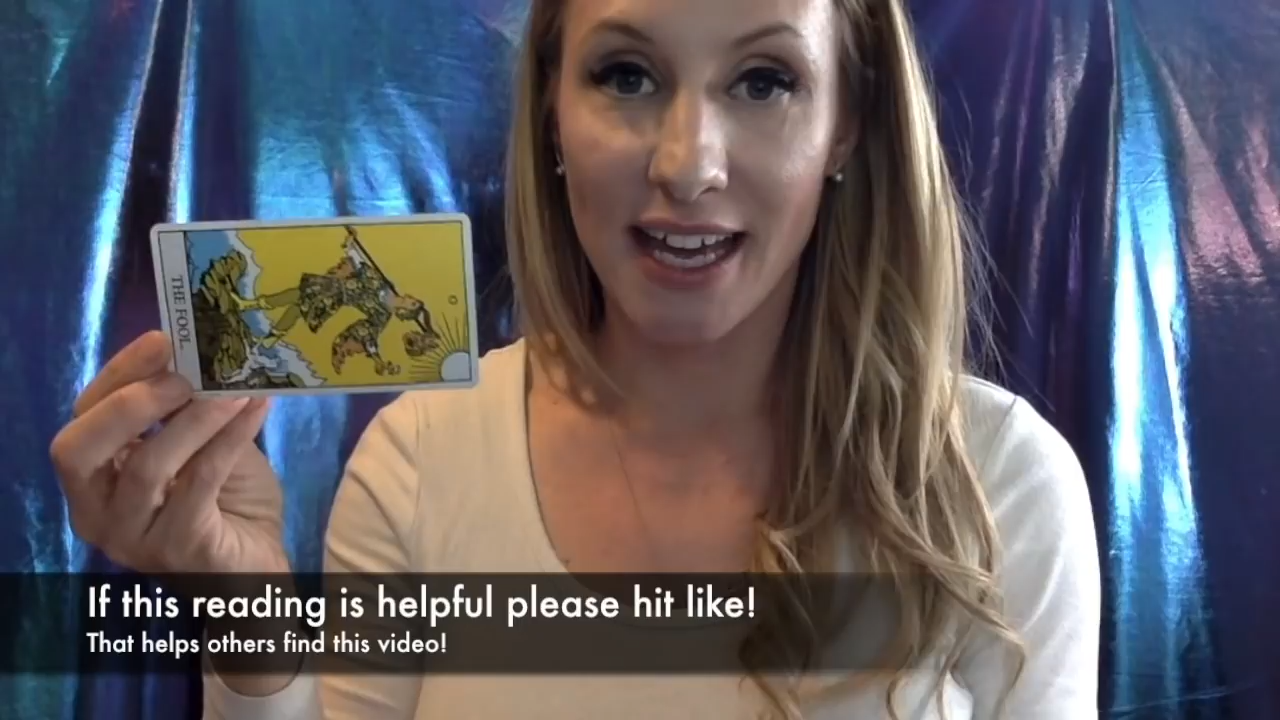 THE FOOL.
0
If this reading is helpful please hit like!
That helps others find this video!